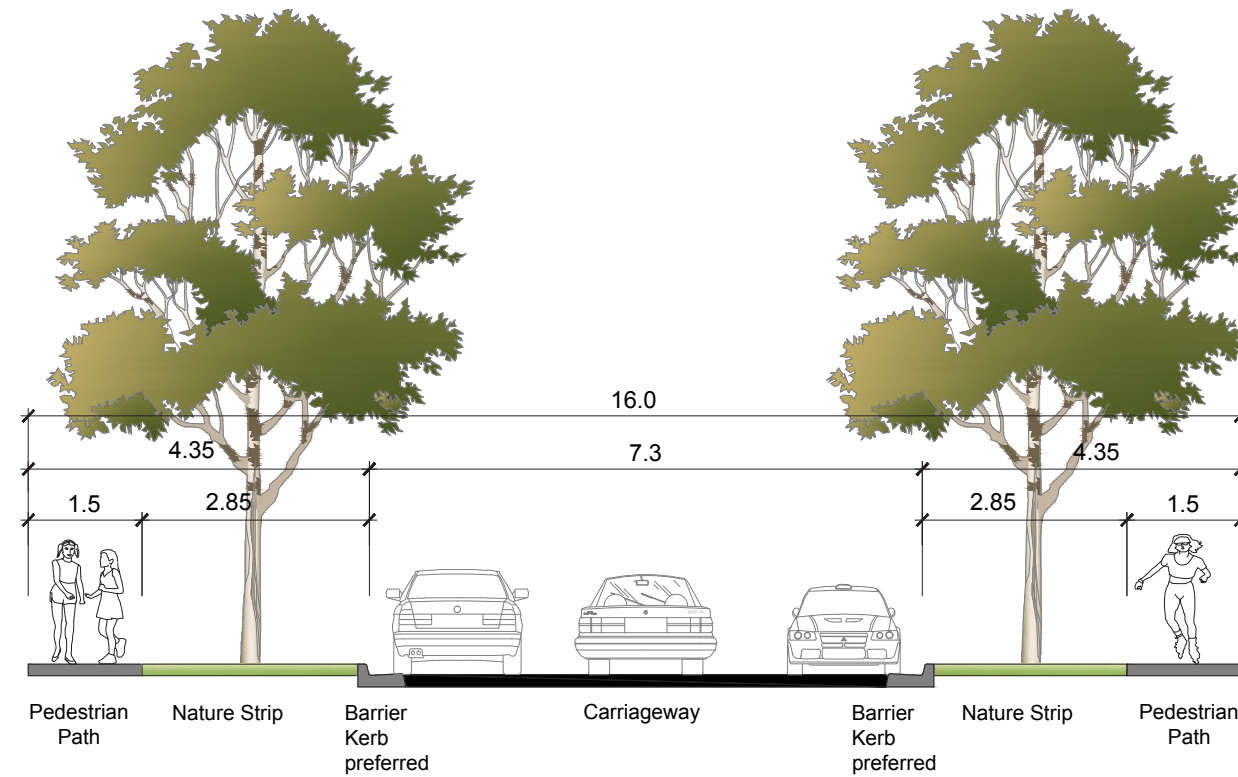 16.0
4.35
7.3
4.35
1.5
2.85
2.85
1.5
Pedestrian
Path
Nature Strip
Barrier
Kerb
preferred
Carriageway
Barrier
Kerb
preferred
Nature Strip
Pedestrian
Path